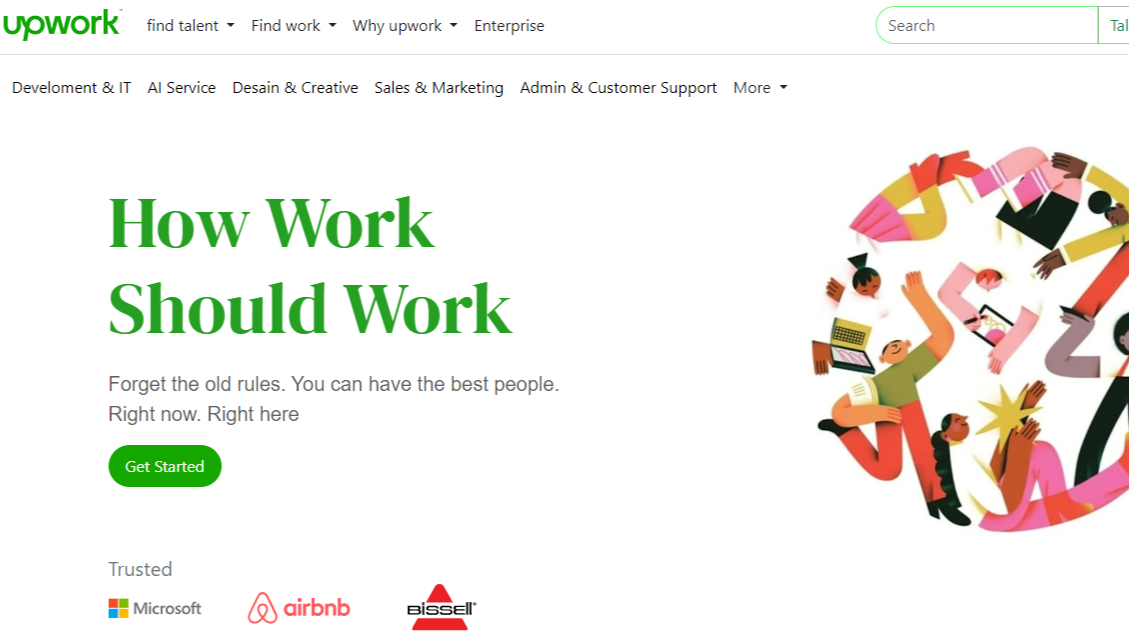 upwork find talent Find work Why upwork Enterprise Search Tal
Develoment & IT AI Service Desain & Creative Sales & Marketing Admin & Customer Support More
How Work
Should Work
Forget the old rules. You can have the best people.
Right now. Right here
Get Started
Trusted
Microsoft airbnb BISSELL